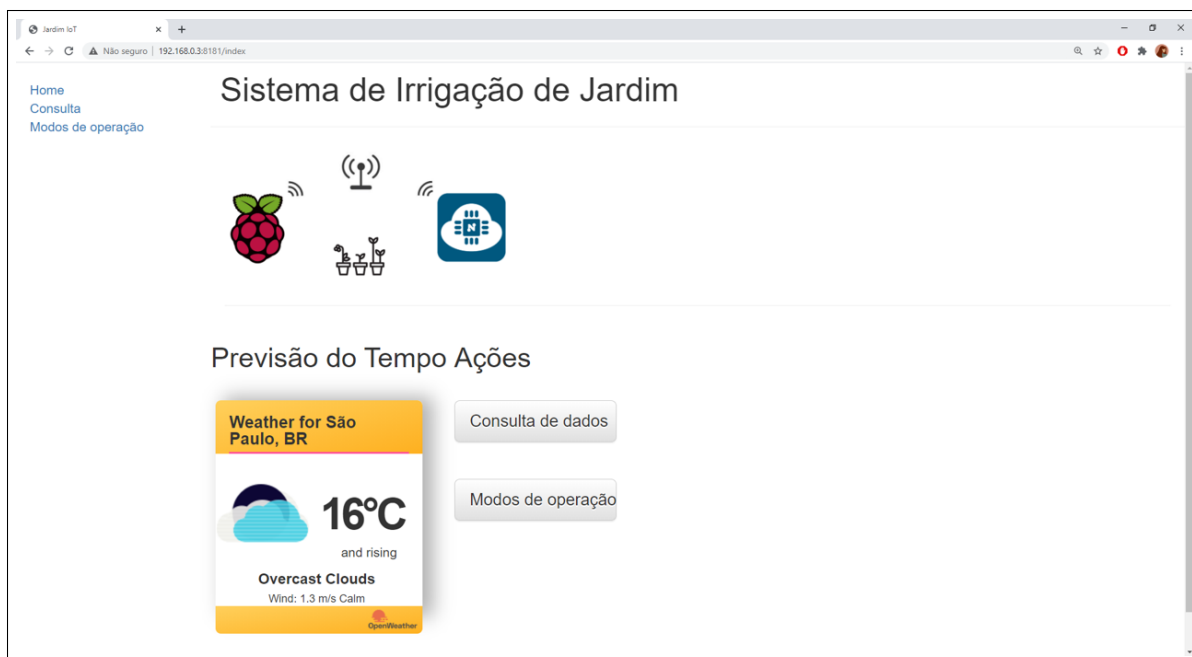 Jardim IoT
Não seguro | 192.168.0.3:8181/index
Home
Consulta
Modos de operação
Sistema de Irrigação de Jardim
N
Previsão do Tempo Ações
Weather for São
Paulo, BR
16°C
and rising
Overcast Clouds
Wind: 1.3 m/s Calm
OpenWeather
Consulta de dados
Modos de operação